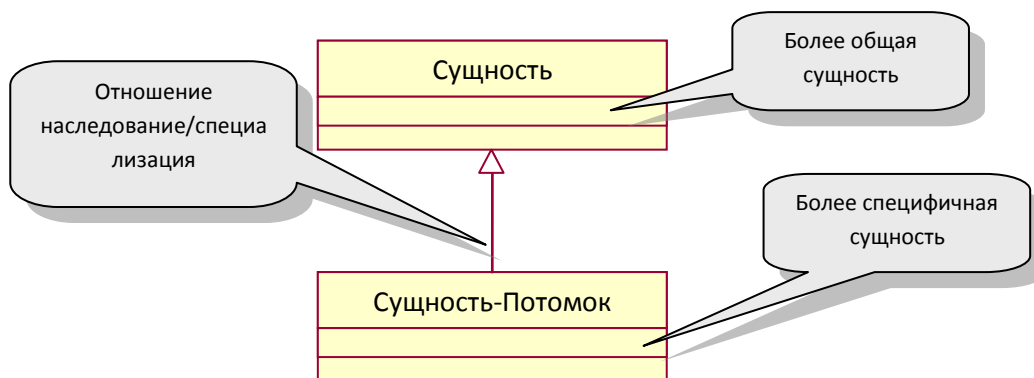 Сущность
Более общая
сущность
Отношение
наследование/специа
лизация
Более специфичная
сущность
Сущность-Потомок